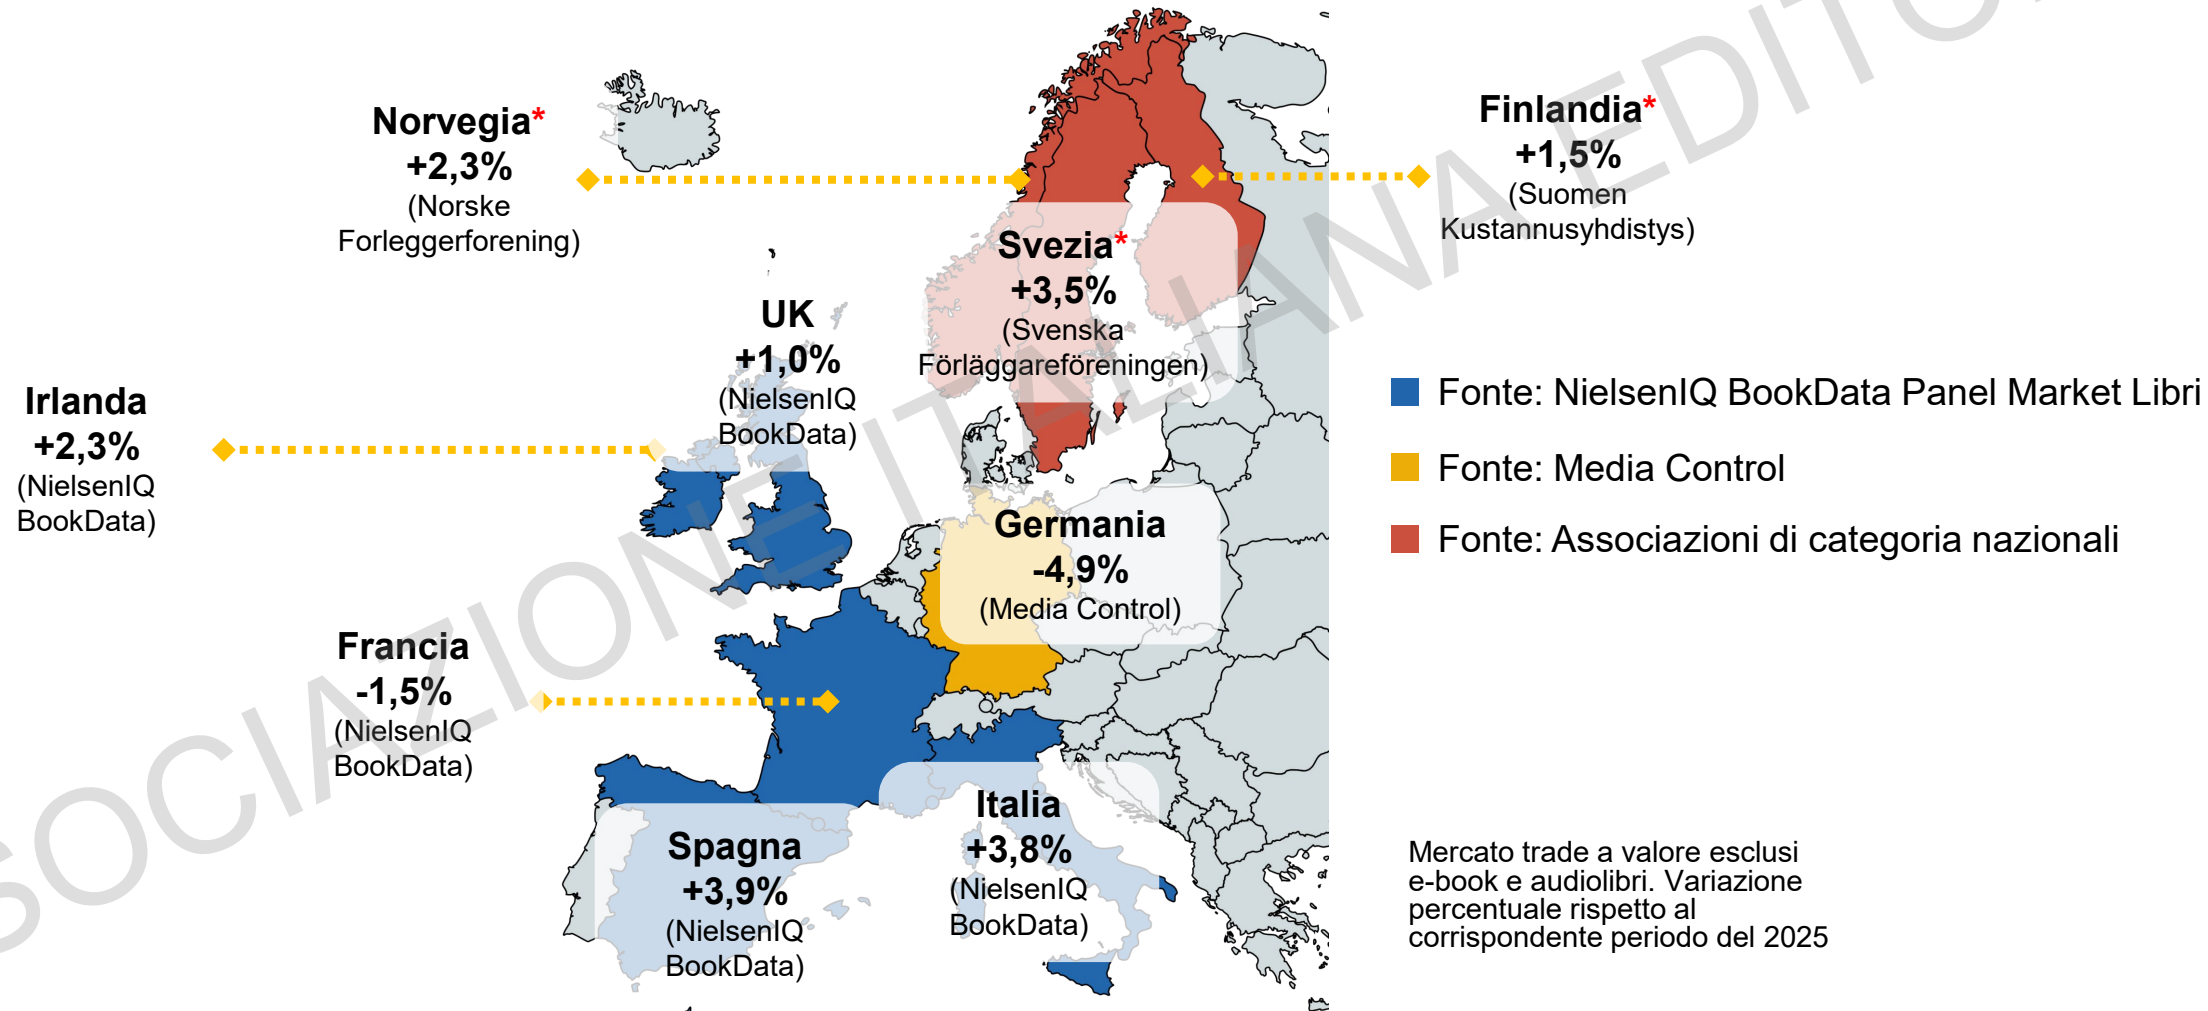 Norvegia*
+2,3%
(Norske
Forleggerforening)
Finlandia*
+1,5%
(Suomen
Kustannusyhdistys)
Svezia*
+3,5%
(Svenska
Förläggareföreningen)
UK
+1,0%
(NielsenIQ
BookData)
Irlanda
+2,3%
(NielsenIQ
BookData)
Fonte: NielsenIQ BookData Panel Market Libri
Fonte: Media Control
Fonte: Associazioni di categoria nazionali
Germania
-4,9%
(Media Control)
Francia
-1,5%
(NielsenIQ
BookData)
Italia
+3,8%
(NielsenIQ
BookData)
Spagna
+3,9%
(NielsenIQ
BookData)
Mercato trade a valore esclusi
e-book e audiolibri. Variazione
percentuale rispetto al
corrispondente periodo del 2025
SOCIAZIONE ITALIANA EDITO